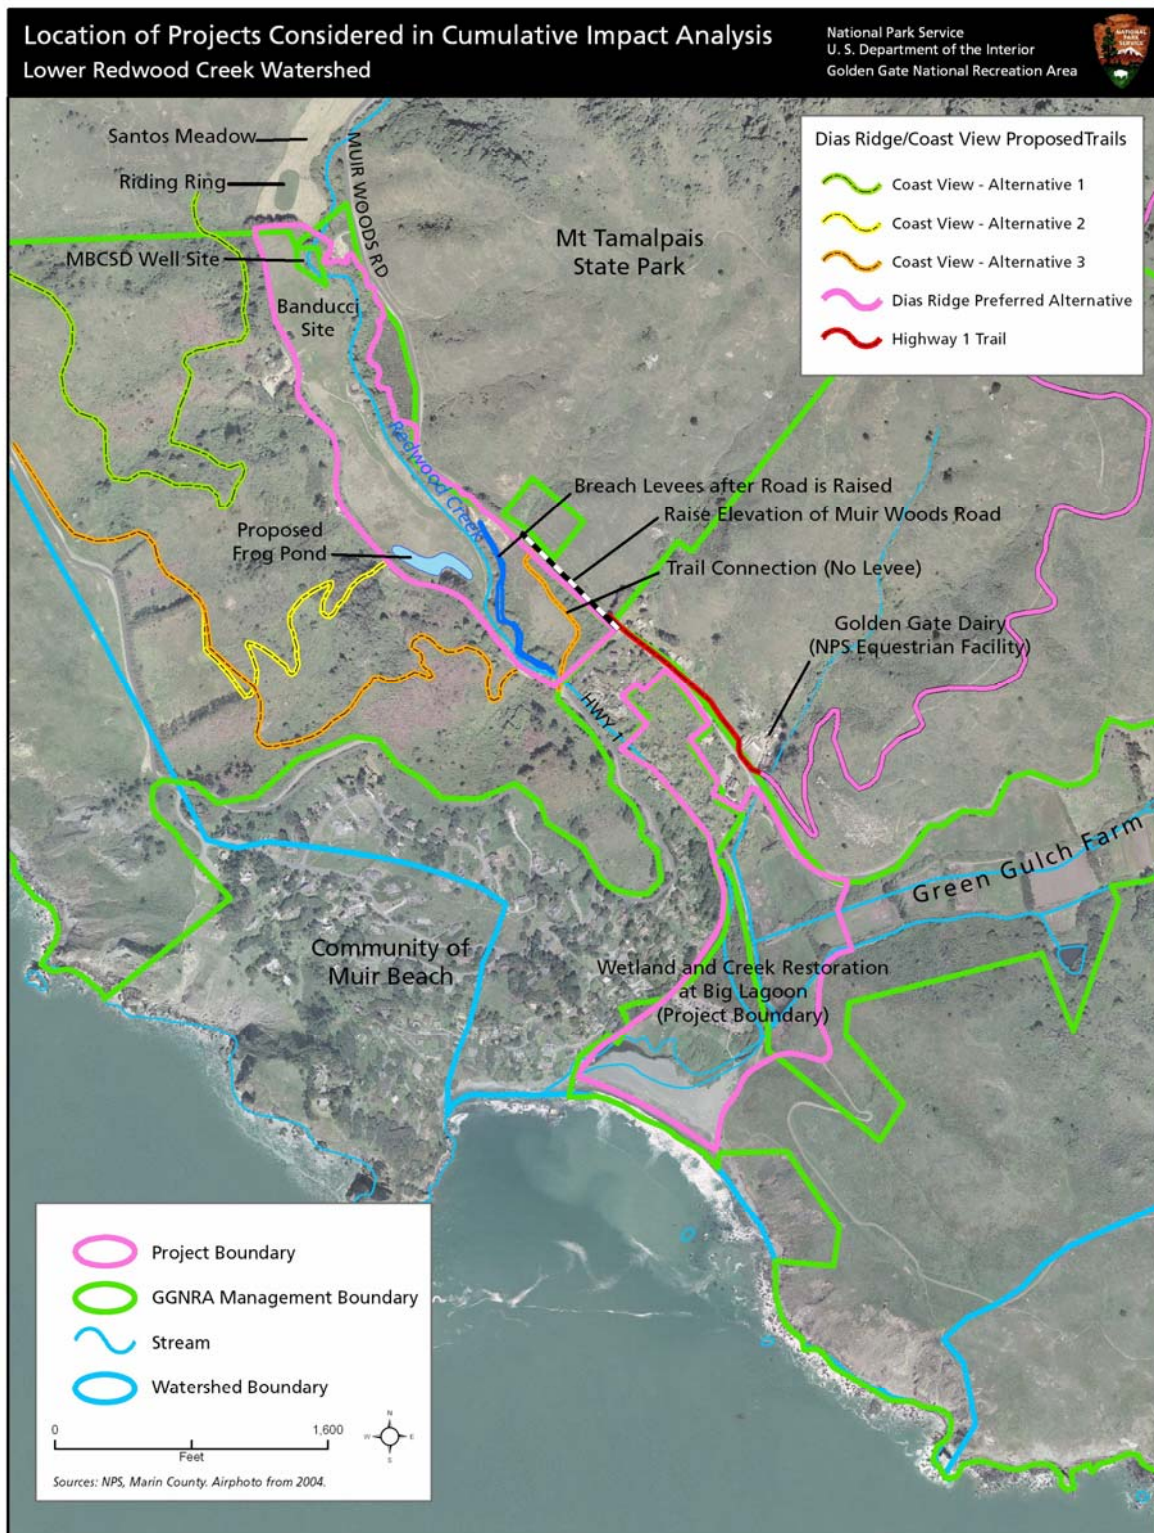 Location of Projects Considered in Cumulative Impact Analysis
Lower Redwood Creek Watershed
National Park Service
U. S. Department of the Interior
Golden Gate National Recreation Area
NATIONAL
PARK
SERVICE
Dias Ridge/Coast View ProposedTrails
Coast View - Alternative 1
Coast View - Alternative 2
Coast View - Alternative 3
Dias Ridge Preferred Alternative
Highway 1 Trail
Santos Meadow
Riding Ring
MUIR WOODS RD
Mt Tamalpais
State Park
MBCSD Well Site
Banducci
Site
Redwood Creek
Breach Levees after Road is Raised
Raise Elevation of Muir Woods Road
Proposed
Frog Pond
Trail Connection (No Levee)
Golden Gate Dairy
(NPS Equestrian Facility)
HWY 1
Green Gulch Farm
Community of
Muir Beach
Wetland and Creek Restoration
at Big Lagoon
(Project Boundary)
Project Boundary
GGNRA Management Boundary
Stream
Watershed Boundary
0 1,600
Feet
N
W E
S
Sources: NPS, Marin County. Airphoto from 2004.